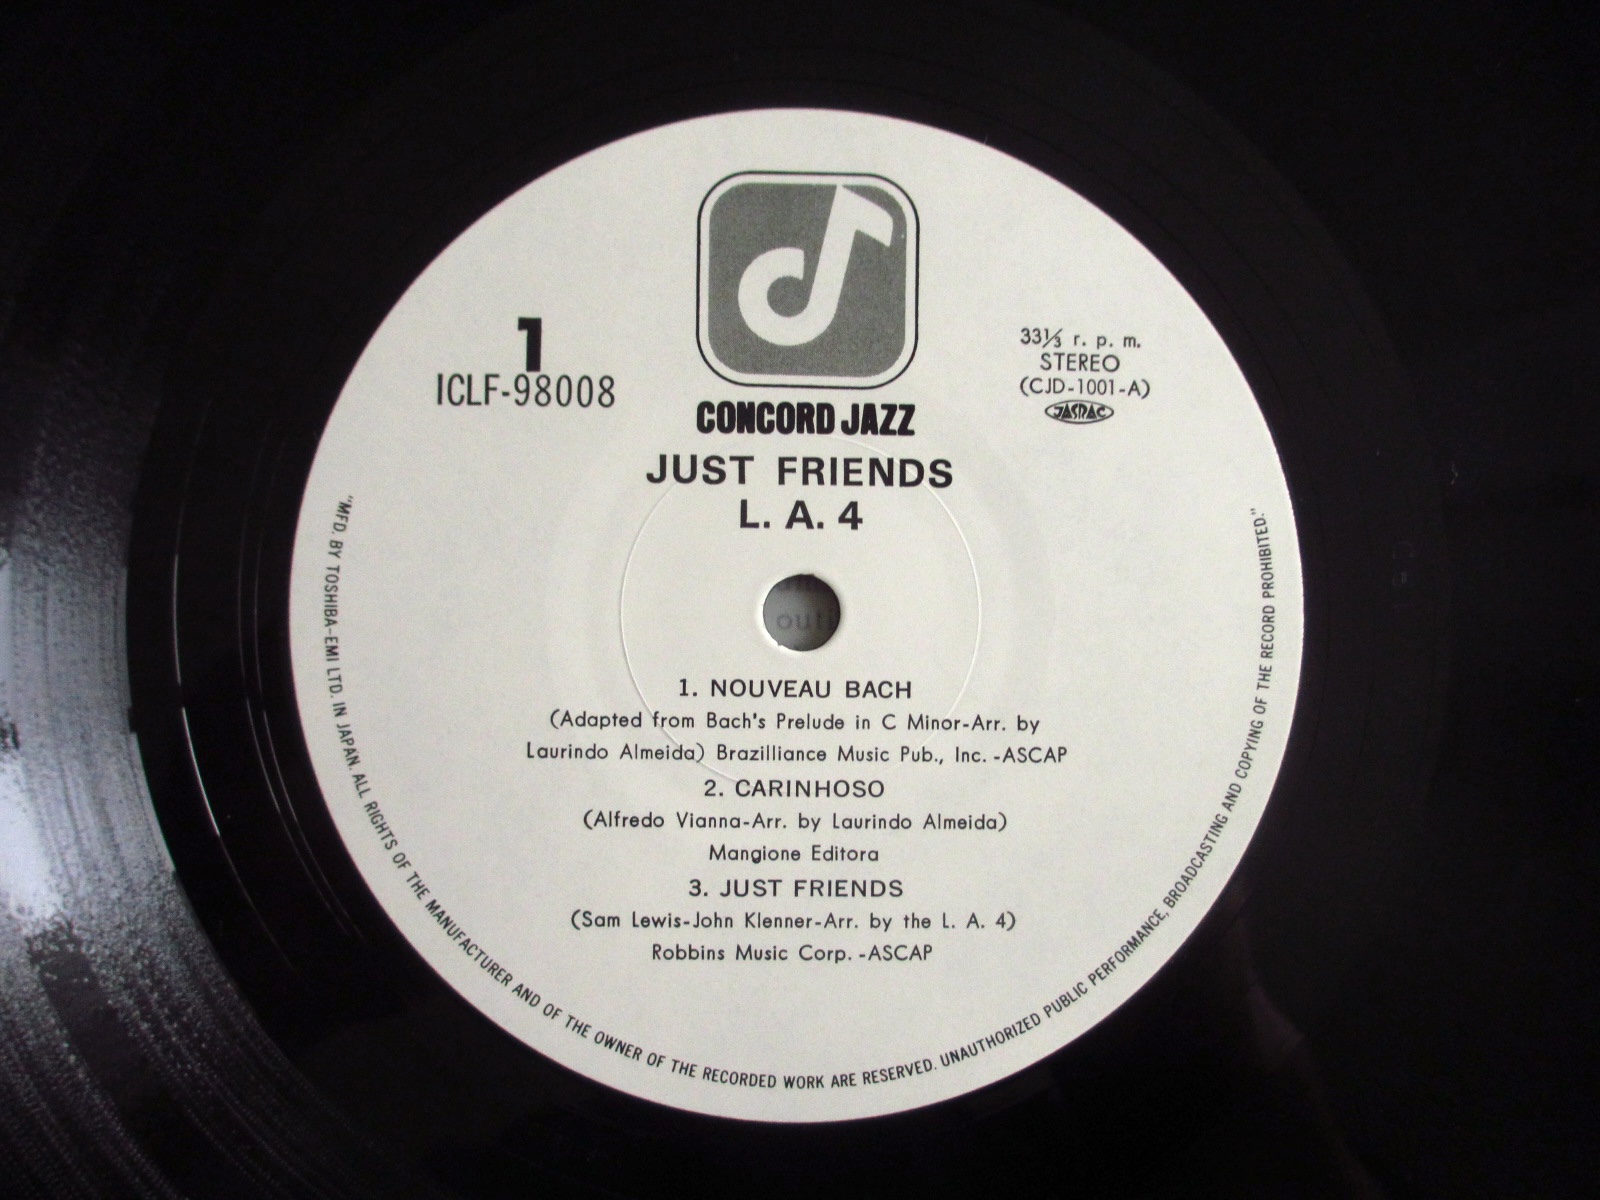 1
ICLF-98008
33⅓ r. p. m.
STEREO
(CJD-1001-A)
JASRAC
CONCORD JAZZ
JUST FRIENDS
L. A. 4
out
1. NOUVEAU BACH
(Adapted from Bach's Prelude in C Minor-Arr. by
Laurindo Almeida) Brazilliance Music Pub., Inc. -ASCAP
2. CARINHOSO
(Alfredo Vianna-Arr. by Laurindo Almeida)
Mangione Editora
3. JUST FRIENDS
(Sam Lewis-John Klenner-Arr. by the L. A. 4)
Robbins Music Corp. -ASCAP
"MFD. BY TOSHIBA-EMI LTD. IN JAPAN. ALL RIGHTS OF THE MANUFACTURER AND OF THE OWNER OF THE RECORDED WORK ARE RESERVED. UNAUTHORIZED PUBLIC PERFORMANCE, BROADCASTING AND COPYING OF THE RECORD PROHIBITED."